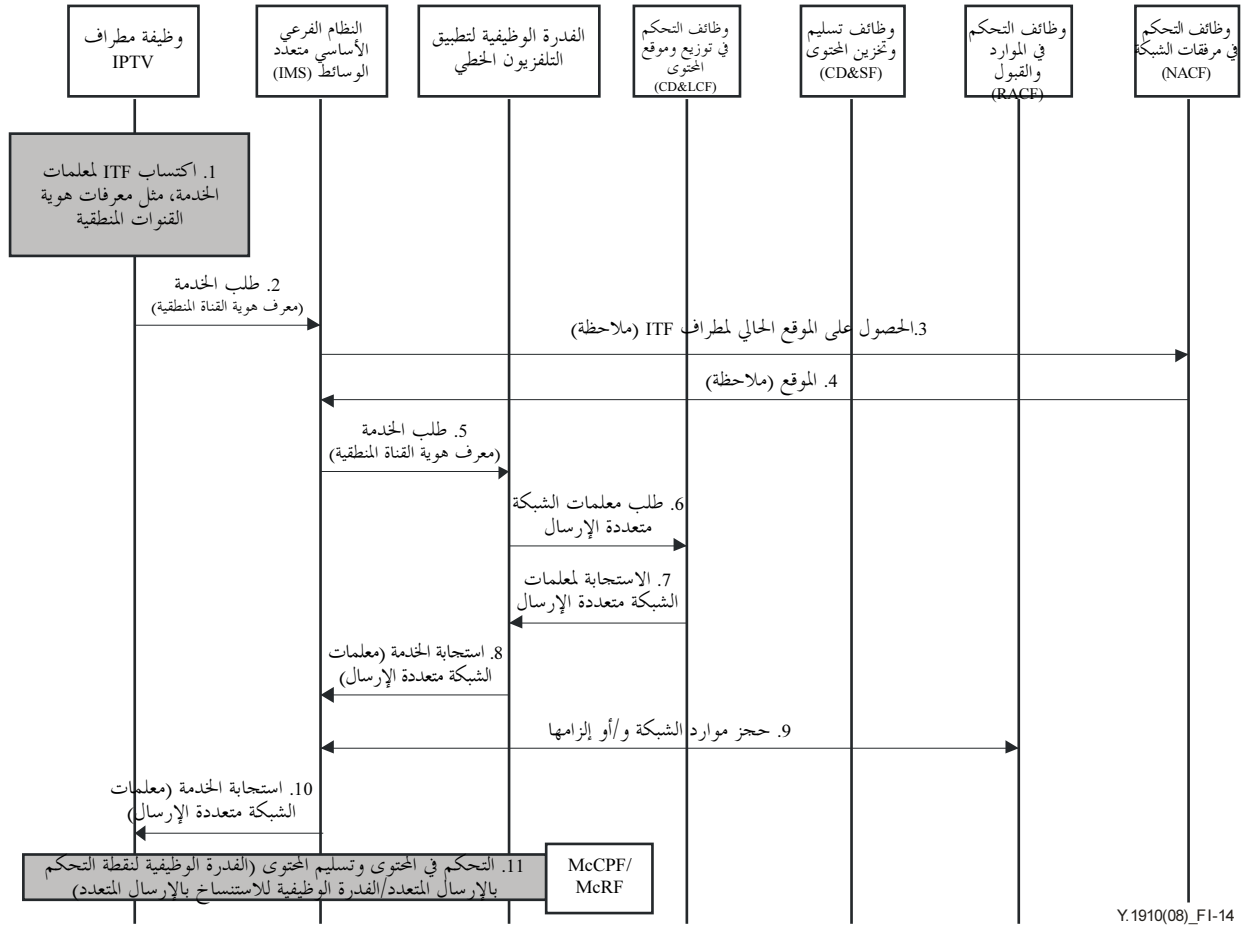 وظيفة مطراف
IPTV
النظام الفرعي
الأساسي متعدد
الوسائط (IMS)
القدرة الوظيفية لتطبيق
التلفزيون الخطي
وظائف التحكم
في توزيع وموقع
المحتوى
(CD&LCF)
وظائف تسليم
وتخزين المحتوى
(CD&SF)
وظائف التحكم
في الموارد
والقبول
(RACF)
وظائف التحكم
في مرفقات الشبكة
(NACF)
1. اكتساب ITF لمعلمات
الخدمة، مثل معرفات هوية
القنوات المنطقية
2. طلب الخدمة
(معرف هوية القناة المنطقية)
3.الحصول على الموقع الحالي لمطراف ITF (ملاحظة)
4. الموقع (ملاحظة)
5. طلب الخدمة
(معرف هوية القناة المنطقية)
6. طلب معلمات الشبكة
متعددة الإرسال
7. الاستجابة لمعلمات
الشبكة متعددة الإرسال
8. استجابة الخدمة (معلمات
الشبكة متعددة الإرسال)
9. حجز موارد الشبكة و/أو إلزامها
10. استجابة الخدمة (معلمات
الشبكة متعددة الإرسال)
11. التحكم في المحتوى وتسليم المحتوى (القدرة الوظيفية لنقطة التحكم
بالإرسال المتعدد/القدرة الوظيفية للاستنساخ بالإرسال المتعدد)
McCPF/
McRF
Y.1910(08)_FI-14